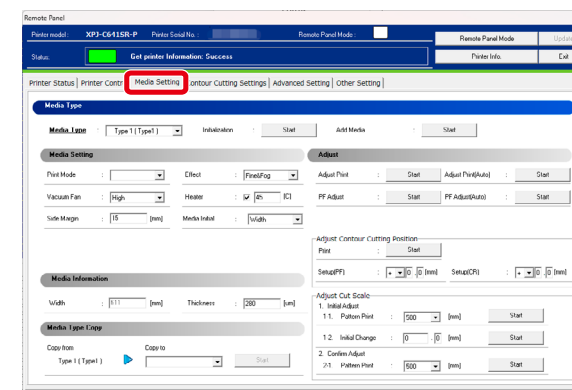 Remote Panel
Printer model : XPJ-C641SR-P Printer Serial No. : Remote Panel Mode : Remote Panel Mode Update
Status: Get printer Information: Success Printer Info. Exit
Printer Status Printer Contr Media Setting ontour Cutting Settings Advanced Setting Other Setting
Media Type
Media Type : Type 1 ( Type1 ) Initialization : Start Add Media : Start
Media Setting Adjust
Print Mode : Effect : Fine&Fog Adjust Print : Start Adjust Print(Auto) : Start
Vacuum Fan : High Heater : 45 [C] PF Adjust : Start PF Adjust(Auto) : Start
Side Margin : 15 [mm] Media Initial : Width
Adjust Contour Cutting Position
Print : Start
Setup(PF) : + 0 . 0 [mm] Setup(CR) : + 0 . 0 [mm]
Media Information
Width : 611 [mm] Thickness : 280 [um]
Adjust Cut Scale
1. Initial Adjust
1-1. Pattern Print : 500 [mm] Start
Media Type Copy
Copy from Copy to
1-2. Initial Change : 0 . 0 [mm] Start
Type 1 ( Type1 ) Start
2. Confirm Adjust
2-1. Pattern Print : 500 [mm] Start